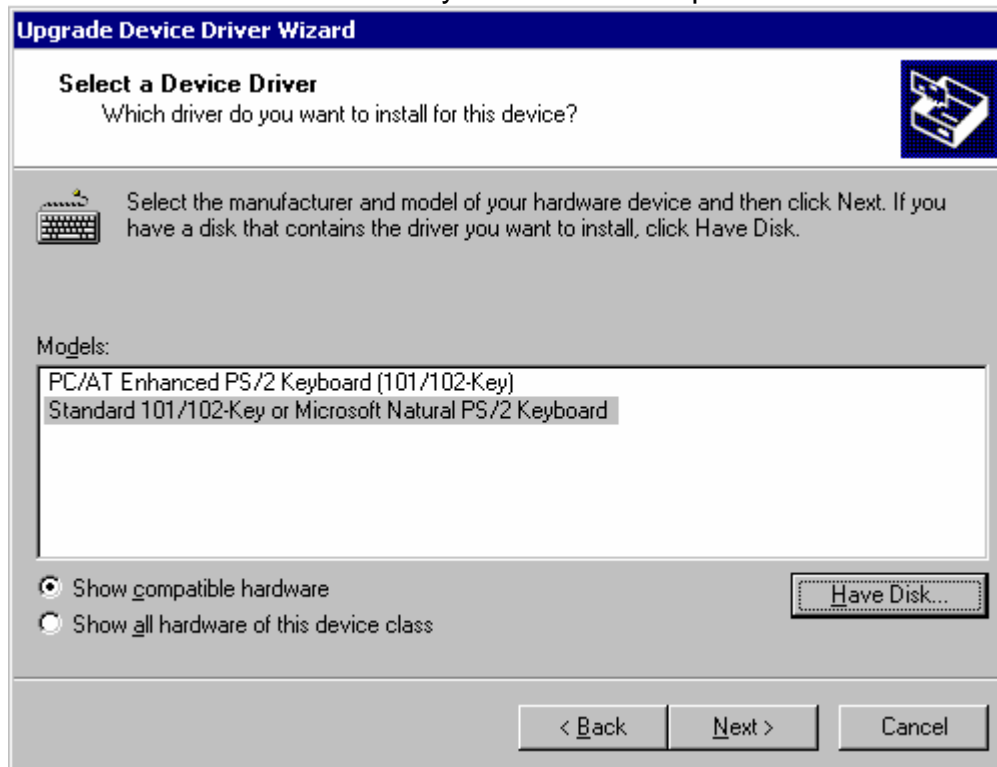 Upgrade Device Driver Wizard
Select a Device Driver
Which driver do you want to install for this device?
Select the manufacturer and model of your hardware device and then click Next. If you
have a disk that contains the driver you want to install, click Have Disk.
Models:
PC/AT Enhanced PS/2 Keyboard (101/102-Key)
Standard 101/102-Key or Microsoft Natural PS/2 Keyboard
Show compatible hardware
Have Disk...
Show all hardware of this device class
< Back
Next >
Cancel